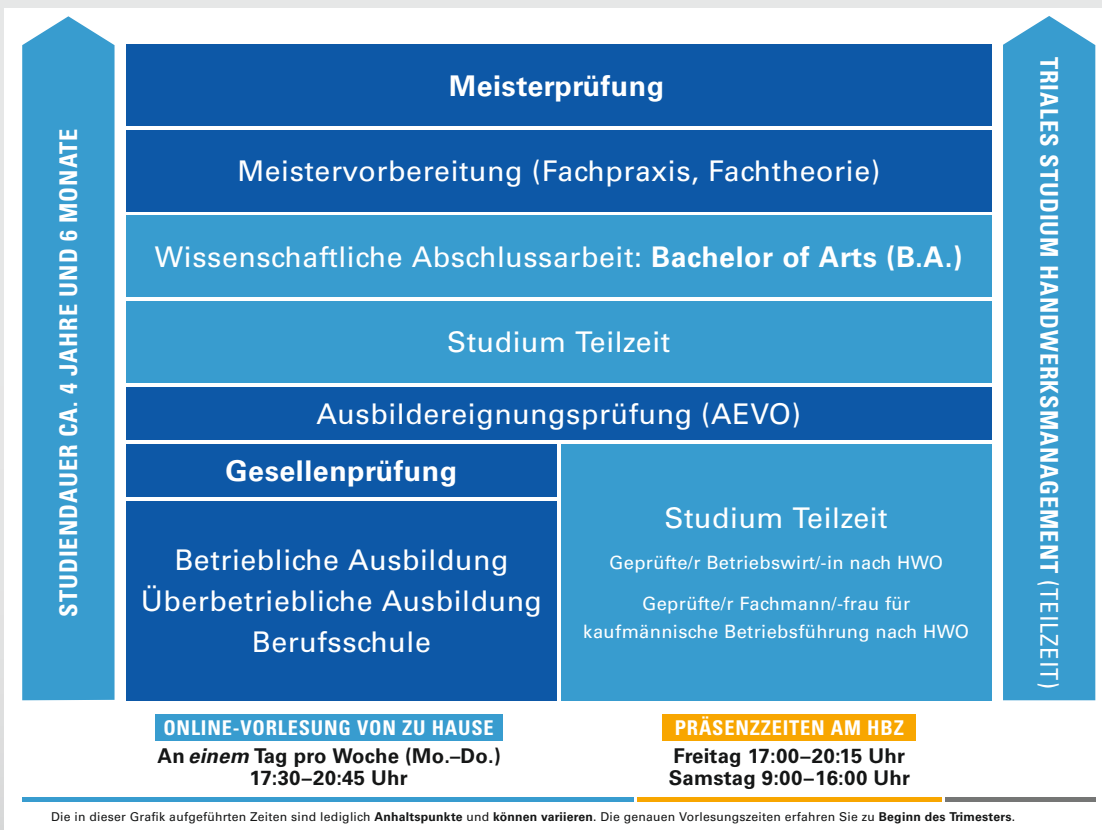 STUDIENDAUER CA. 4 JAHRE UND 6 MONATE
Meisterprüfung
Meistervorbereitung (Fachpraxis, Fachtheorie)
Wissenschaftliche Abschlussarbeit: Bachelor of Arts (B.A.)
Studium Teilzeit
Ausbildereignungsprüfung (AEVO)
Gesellenprüfung
Betriebliche Ausbildung
Überbetriebliche Ausbildung
Berufsschule
Studium Teilzeit
Geprüfte/r Betriebswirt/-in nach HWO
Geprüfte/r Fachmann/-frau für
kaufmännische Betriebsführung nach HWO
TRIALES STUDIUM HANDWERKSMANAGEMENT (TEILZEIT)
ONLINE-VORLESUNG VON ZU HAUSE
An einem Tag pro Woche (Mo.–Do.)
17:30–20:45 Uhr
PRÄSENZZEITEN AM HBZ
Freitag 17:00–20:15 Uhr
Samstag 9:00–16:00 Uhr
Die in dieser Grafik aufgeführten Zeiten sind lediglich Anhaltspunkte und können variieren. Die genauen Vorlesungszeiten erfahren Sie zu Beginn des Trimesters.